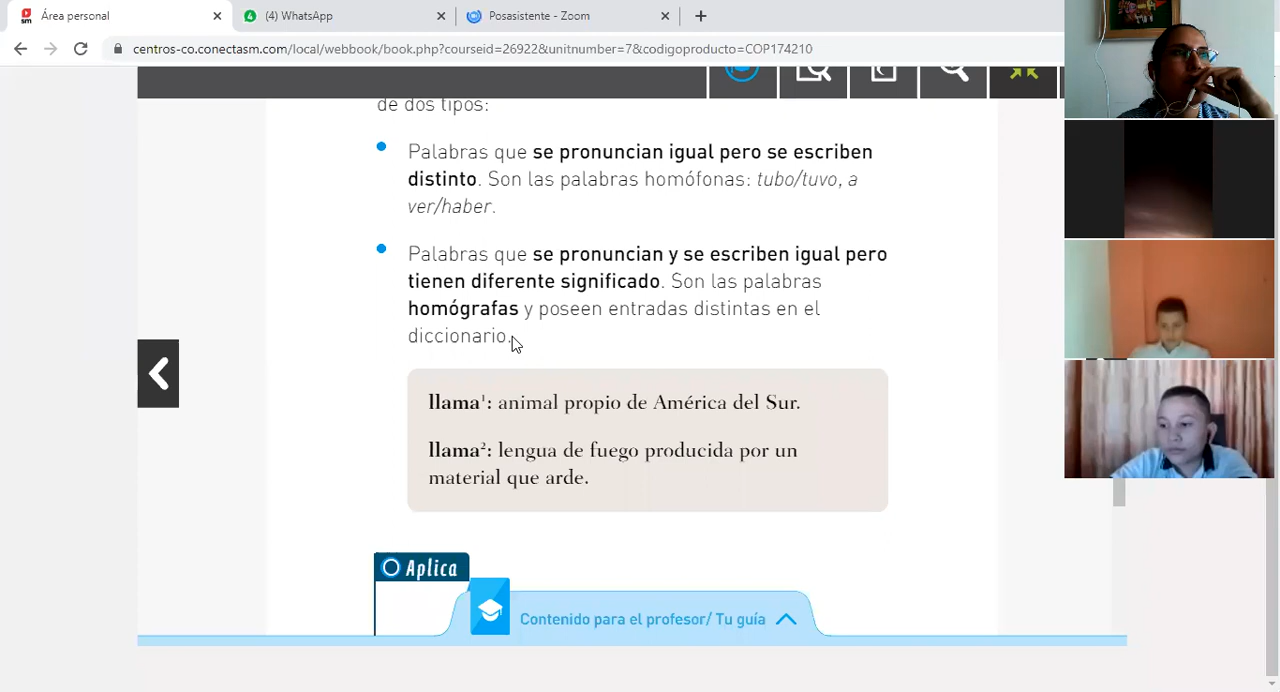 Área personal
(4) WhatsApp
Posasistente - Zoom
centros-co.conectasm.com/local/webbook/book.php?courseid=26922&unitnumber=7&codigoproducto=COP174210
de dos tipos:
Palabras que se pronuncian igual pero se escriben
distinto. Son las palabras homófonas: tubo/tuvo, a
ver/haber.
Palabras que se pronuncian y se escriben igual pero
tienen diferente significado. Son las palabras
homógrafas y poseen entradas distintas en el
diccionario.
llama¹: animal propio de América del Sur.
llama²: lengua de fuego producida por un
material que arde.
Aplica
Contenido para el profesor/ Tu guía